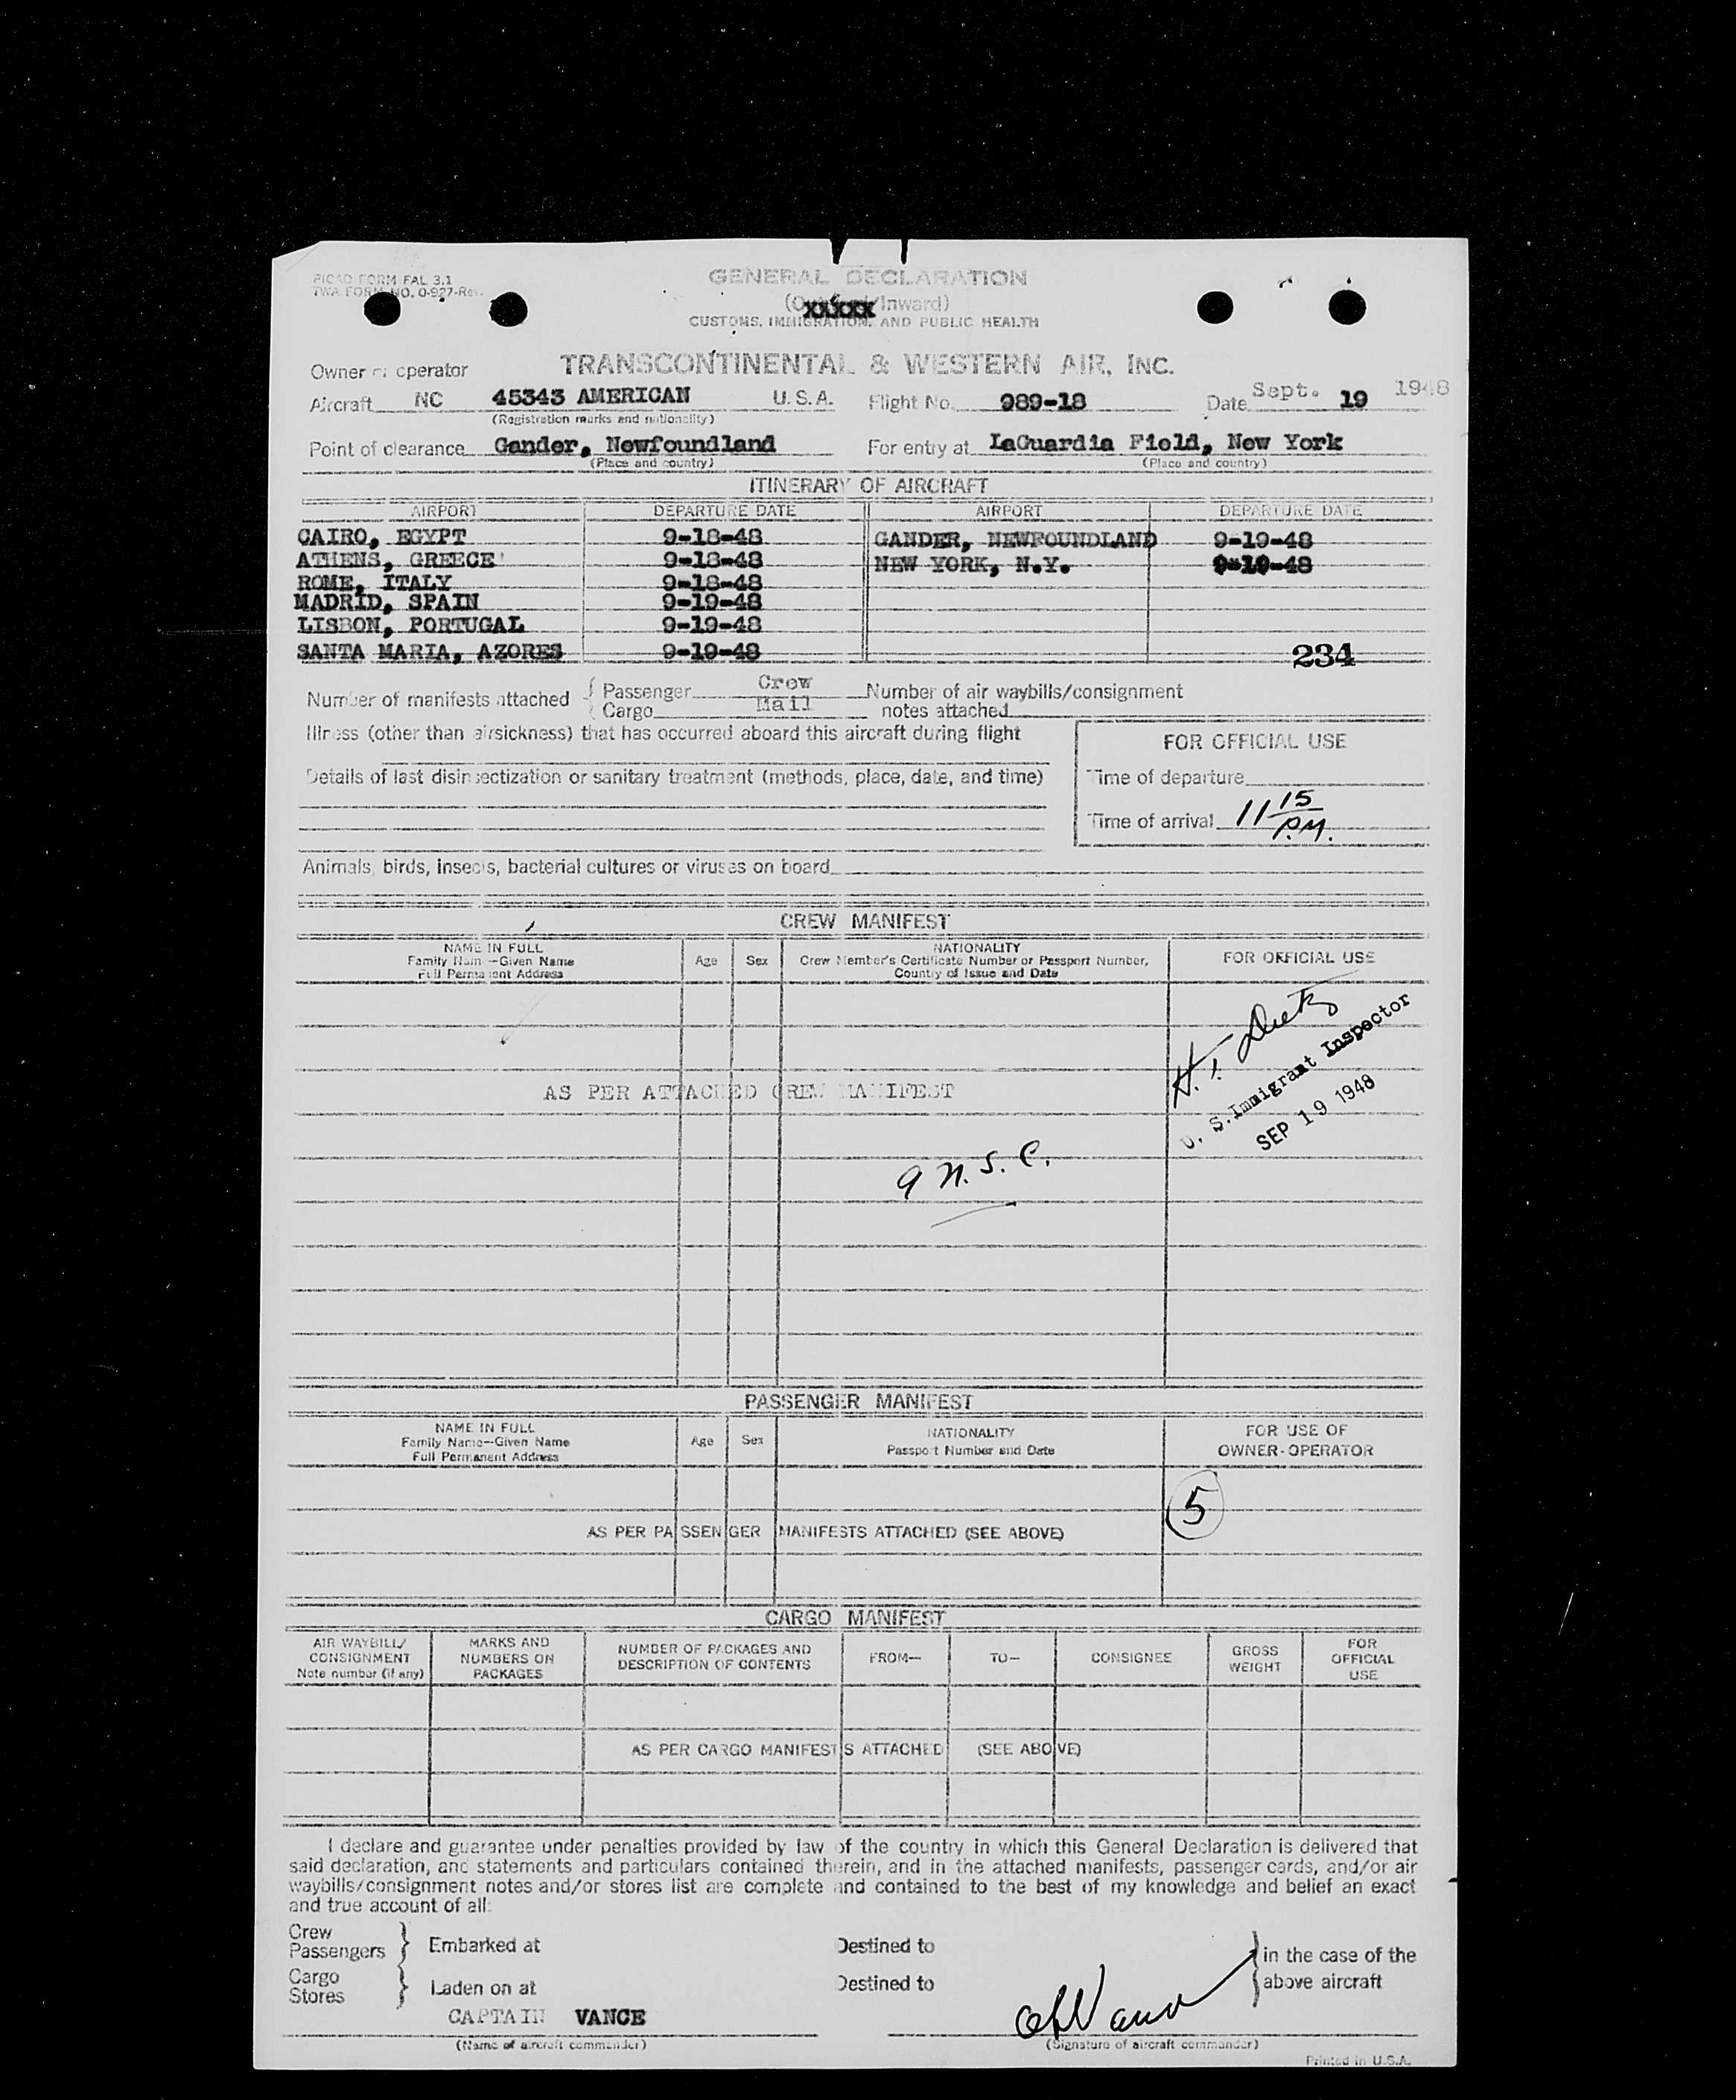 PICAO FORM FAL 3.1
TWA FORM NO. 0-927-Rev.
GENERAL DECLARATION
(Outward/Inward)
xxxxx
CUSTOMS, IMMIGRATION, AND PUBLIC HEALTH
Owner or operator TRANSCONTINENTAL & WESTERN AIR, INC.
Aircraft NC 45343 AMERICAN U.S.A. Flight No. 989-18 Date Sept. 19 1948
(Registration marks and nationality)
Point of clearance Gander, Newfoundland For entry at LaGuardia Field, New York
(Place and country) (Place and country)
ITINERARY OF AIRCRAFT
AIRPORT DEPARTURE DATE AIRPORT DEPARTURE DATE
CAIRO, EGYPT 9-18-48 GANDER, NEWFOUNDLAND 9-19-48
ATHENS, GREECE 9-18-48 NEW YORK, N.Y. 9-19-48
ROME, ITALY 9-18-48
MADRID, SPAIN 9-19-48
LISBON, PORTUGAL 9-19-48
SANTA MARIA, AZORES 9-19-48 234
Number of manifests attached { Passenger Crew Number of air waybills/consignment
Cargo Mail notes attached
Illness (other than airsickness) that has occurred aboard this aircraft during flight
FOR OFFICIAL USE
Details of last disinsectization or sanitary treatment (methods, place, date, and time)
Time of departure
Time of arrival 11 15 P.M.
Animals, birds, insects, bacterial cultures or viruses on board
CREW MANIFEST
NAME IN FULL
Family Name—Given Name
Full Permanent Address
Age
Sex
NATIONALITY
Crew Member's Certificate Number or Passport Number,
Country of Issue and Date
FOR OFFICIAL USE
U. S. Immigrant Inspector
SEP 19 1948
AS PER ATTACHED CREW MANIFEST
9 N.S.C.
PASSENGER MANIFEST
NAME IN FULL
Family Name—Given Name
Full Permanent Address
Age
Sex
NATIONALITY
Passport Number and Date
FOR USE OF
OWNER-OPERATOR
5
AS PER PASSENGER MANIFESTS ATTACHED (SEE ABOVE)
CARGO MANIFEST
AIR WAYBILL/
CONSIGNMENT
Note number (if any)
MARKS AND
NUMBERS ON
PACKAGES
NUMBER OF PACKAGES AND
DESCRIPTION OF CONTENTS
FROM—
TO—
CONSIGNEE
GROSS
WEIGHT
FOR
OFFICIAL
USE
AS PER CARGO MANIFESTS ATTACHED (SEE ABOVE)
I declare and guarantee under penalties provided by law of the country in which this General Declaration is delivered that
said declaration, and statements and particulars contained therein, and in the attached manifests, passenger cards, and/or air
waybills/consignment notes and/or stores list are complete and contained to the best of my knowledge and belief an exact
and true account of all:
Crew
Passengers } Embarked at Destined to
Cargo
Stores } Laden on at Destined to
} in the case of the
above aircraft
CAPTAIN VANCE
(Name of aircraft commander) (Signature of aircraft commander)
Printed in U.S.A.